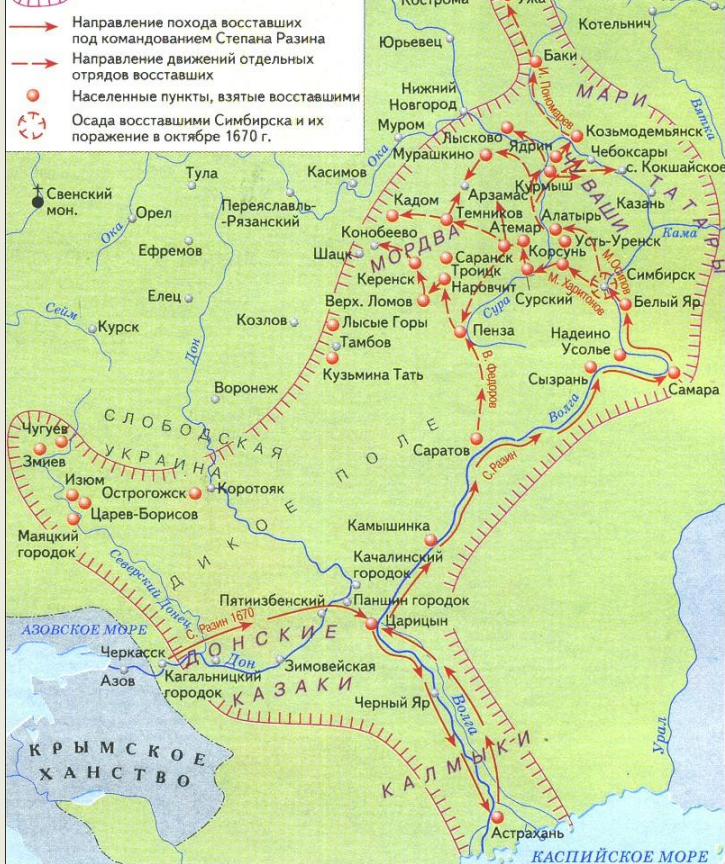 Кострома
Ужа
Направление похода восставших
под командованием Степана Разина
Направление движений отдельных
отрядов восставших
Населенные пункты, взятые восставшими
Осада восставшими Симбирска и их
поражение в октябре 1670 г.
Котельнич
Юрьевец
Баки
И. Пономарев
МАРИ
Вятка
Нижний
Новгород
Муром
Ока
Лысково
Ядрин
Козьмодемьянск
Мурашкино
Чебоксары
с. Кокшайское
Курмыш
ЧУВАШИ
ТАТАРЫ
Казань
Кама
Тула
Касимов
Свенский
мон.
Орел
Ока
Переяславль-
-Рязанский
Кадом
Арзамас
Темников
Алатырь
Ефремов
Конобеево
Атемар
Усть-Уренск
Шацк
МОРДВА
Саранск
Корсунь
М. Осипов
Симбирск
Елец
Керенск
Троицк
Наровчит
М. Харитонов
Белый Яр
Верх. Ломов
Сурский
Сура
Сейм
Курск
Козлов
Лысые Горы
Тамбов
Пенза
Надеино
Усолье
Дон
Кузьмина Тать
В. Федоров
Сызрань
Самара
Воронеж
Волга
Чугуев
СЛОБОДСКАЯ
УКРАИНА
ДИКОЕ ПОЛЕ
Саратов
С. Разин
Змиев
Изюм
Острогожск
Коротояк
Царев-Борисов
Маяцкий
городок
Камышинка
Северский Донец
Качалинский
городок
Пятиизбенский
Паншин городок
С. Разин 1670
Царицын
АЗОВСКОЕ МОРЕ
ДОНСКИЕ
КАЗАКИ
Черкасск
Дон
Зимовейская
Азов
Кагальницкий
городок
Черный Яр
Волга
Урал
КРЫМСКОЕ
ХАНСТВО
КАЛМЫКИ
Астрахань
КАСПИЙСКОЕ МОРЕ